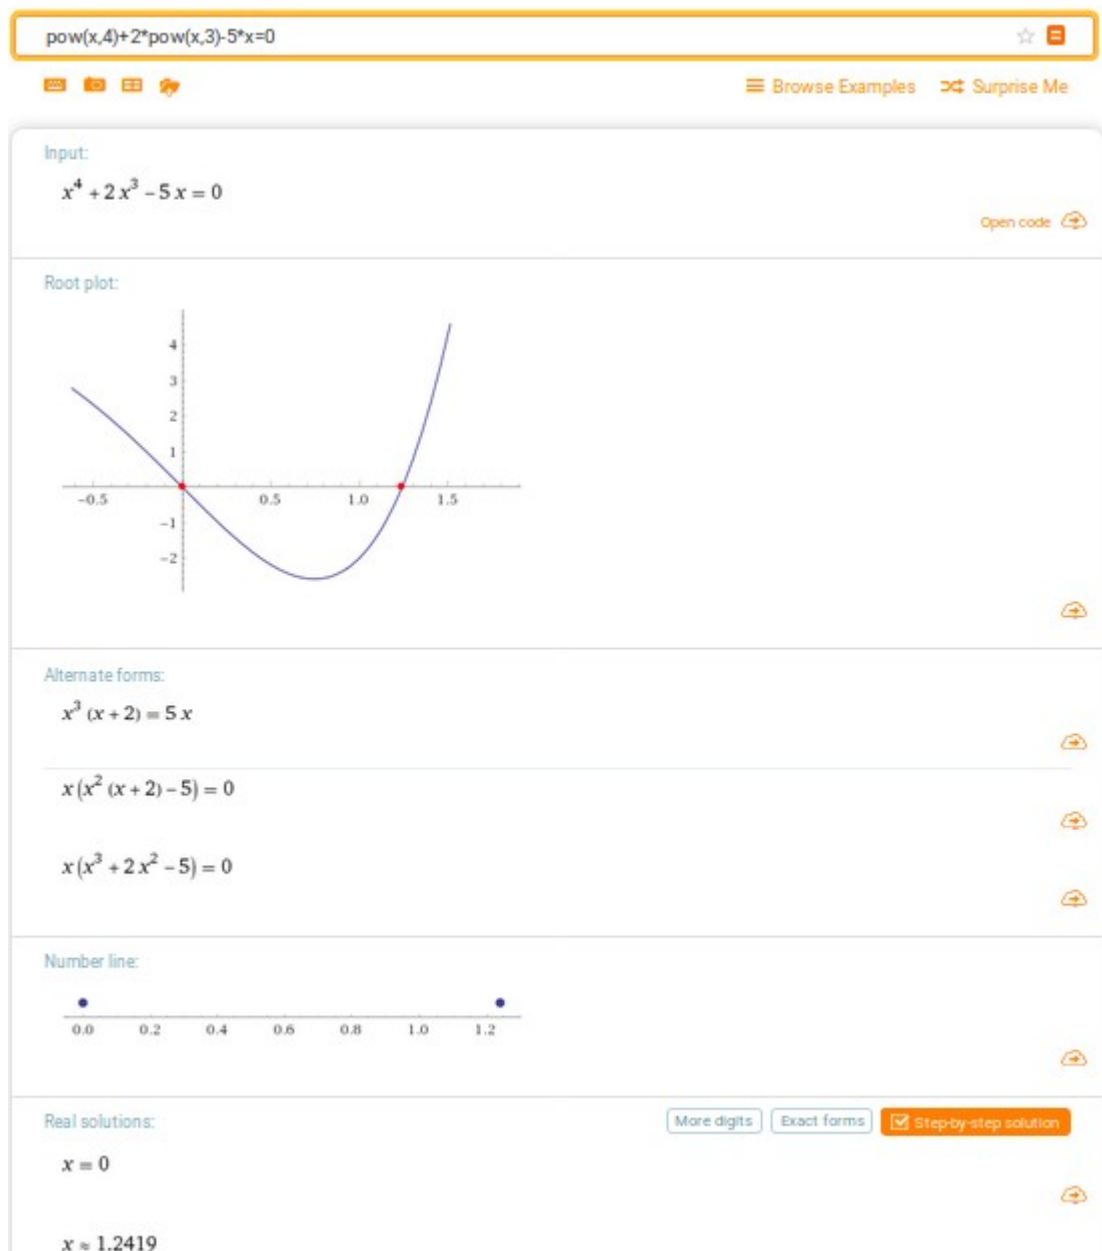 pow(x,4)+2*pow(x,3)-5*x=0
Browse Examples Surprise Me
Input:
x⁴ + 2 x³ − 5 x = 0
Open code
Root plot:
4
3
2
1
−0.5 0.5 1.0 1.5
−1
−2
Alternate forms:
x³ (x + 2) = 5 x
x (x² (x + 2) − 5) = 0
x (x³ + 2 x² − 5) = 0
Number line:
0.0 0.2 0.4 0.6 0.8 1.0 1.2
Real solutions: More digits Exact forms Step-by-step solution
x = 0
x ≈ 1.2419